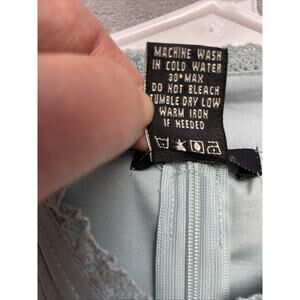 MACHINE WASH
IN COLD WATER
30° MAX
DO NOT BLEACH
TUMBLE DRY LOW
WARM IRON
IF NEEDED